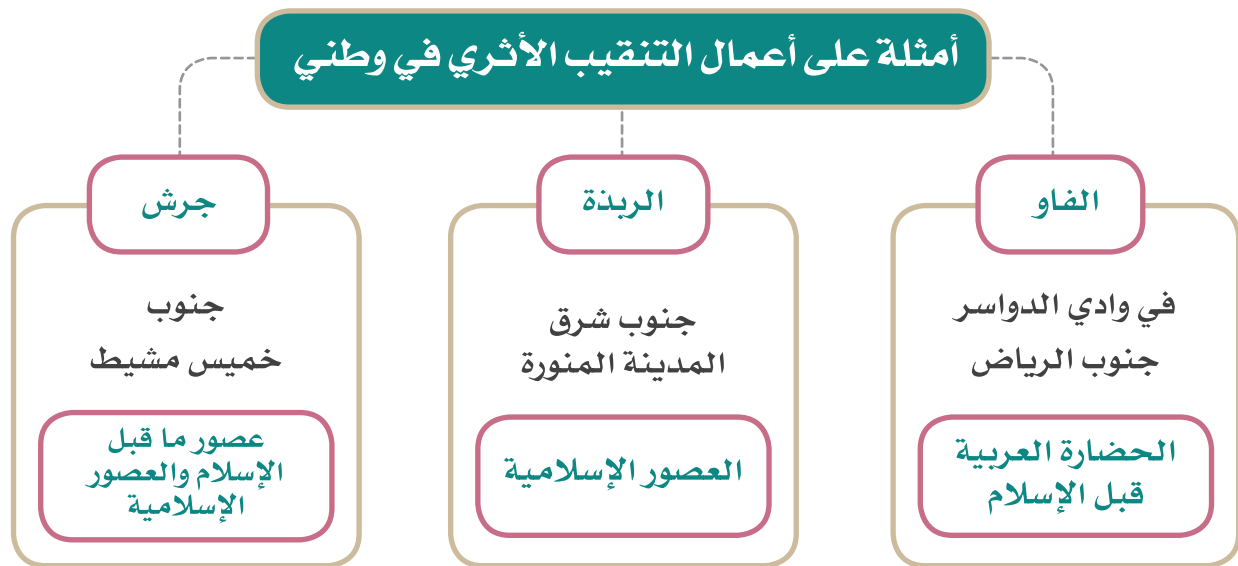 أمثلة على أعمال التنقيب الأثري في وطني
الفاو
في وادي الدواسر
جنوب الرياض
الحضارة العربية
قبل الإسلام
الربذة
جنوب شرق
المدينة المنورة
العصور الإسلامية
جرش
جنوب
خميس مشيط
عصور ما قبل
الإسلام والعصور
الإسلامية